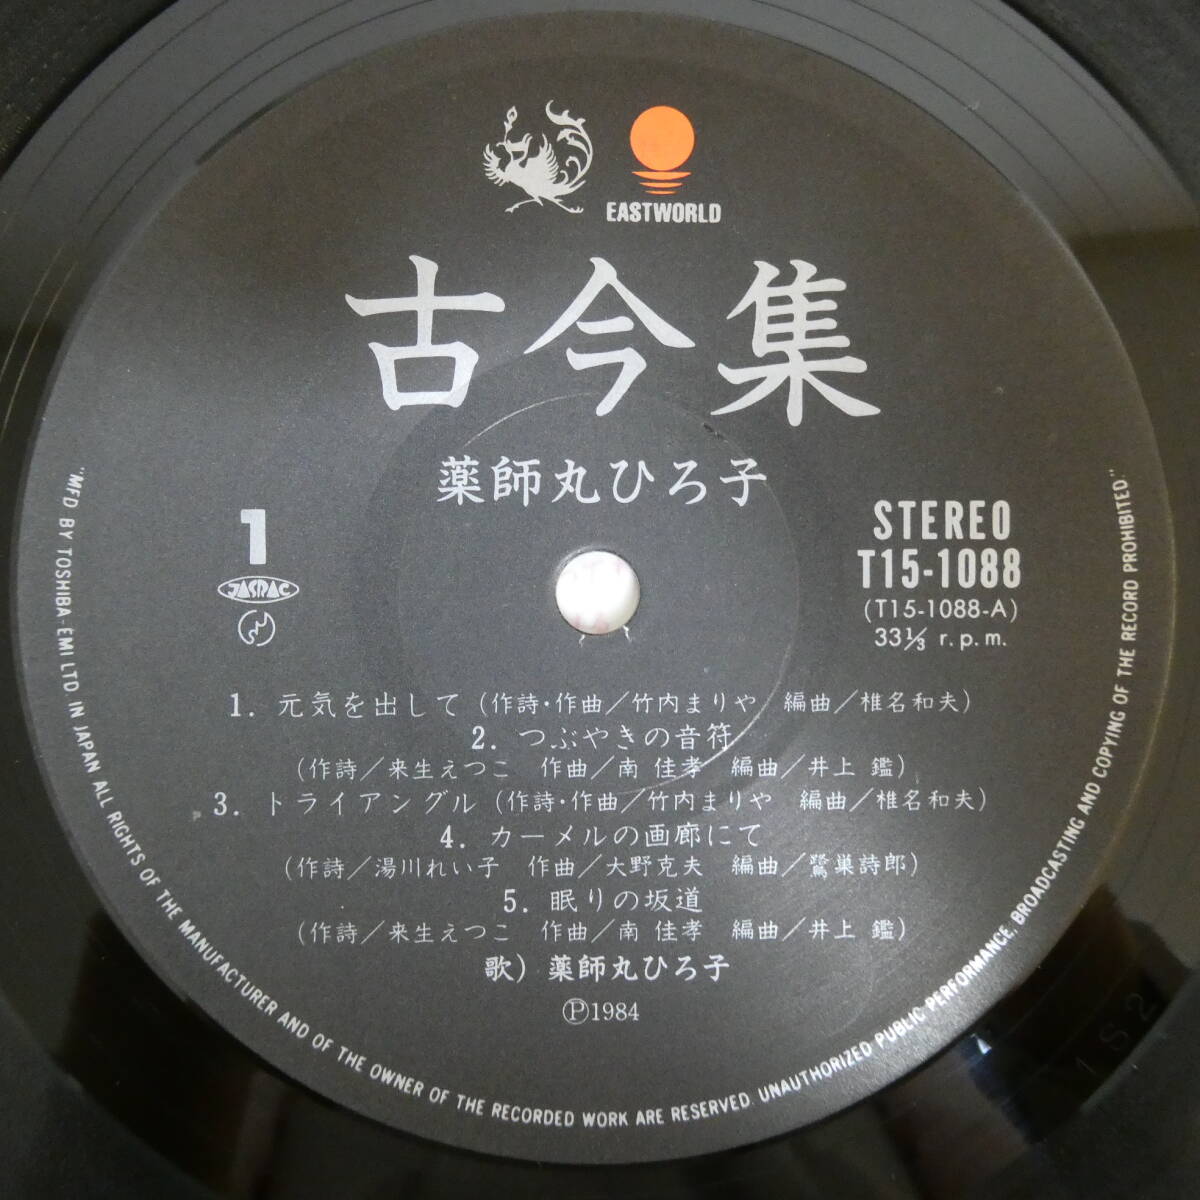 EASTWORLD
古今集
薬師丸ひろ子
1
JASRAC
STEREO
T15-1088
(T15-1088-A)
33⅓ r.p.m.
1. 元気を出して(作詩・作曲/竹内まりや 編曲/椎名和夫)
2. つぶやきの音符
(作詩/来生えつこ 作曲/南 佳孝 編曲/井上 鑑)
3. トライアングル(作詩・作曲/竹内まりや 編曲/椎名和夫)
4. カーメルの画廊にて
(作詩/湯川れい子 作曲/大野克夫 編曲/鷺巣詩郎)
5. 眠りの坂道
(作詩/来生えつこ 作曲/南 佳孝 編曲/井上 鑑)
歌) 薬師丸ひろ子
Ⓟ1984
"MFD BY TOSHIBA-EMI LTD. IN JAPAN ALL RIGHTS OF THE MANUFACTURER AND OF THE OWNER OF THE RECORDED WORK ARE RESERVED. UNAUTHORIZED PUBLIC PERFORMANCE, BROADCASTING AND COPYING OF THE RECORD PROHIBITED."
1S2